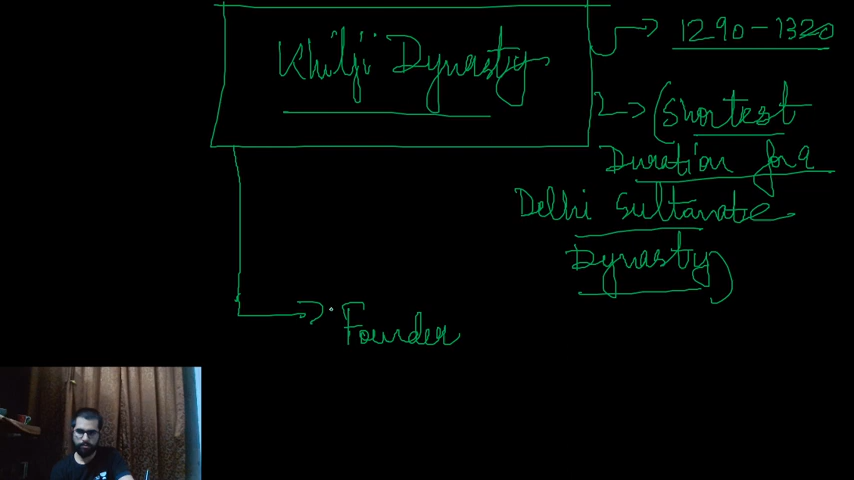 Khilji Dynasty
1290-1320
(Shortest
Duration for a
Delhi Sultanate
Dynasty)
Founder